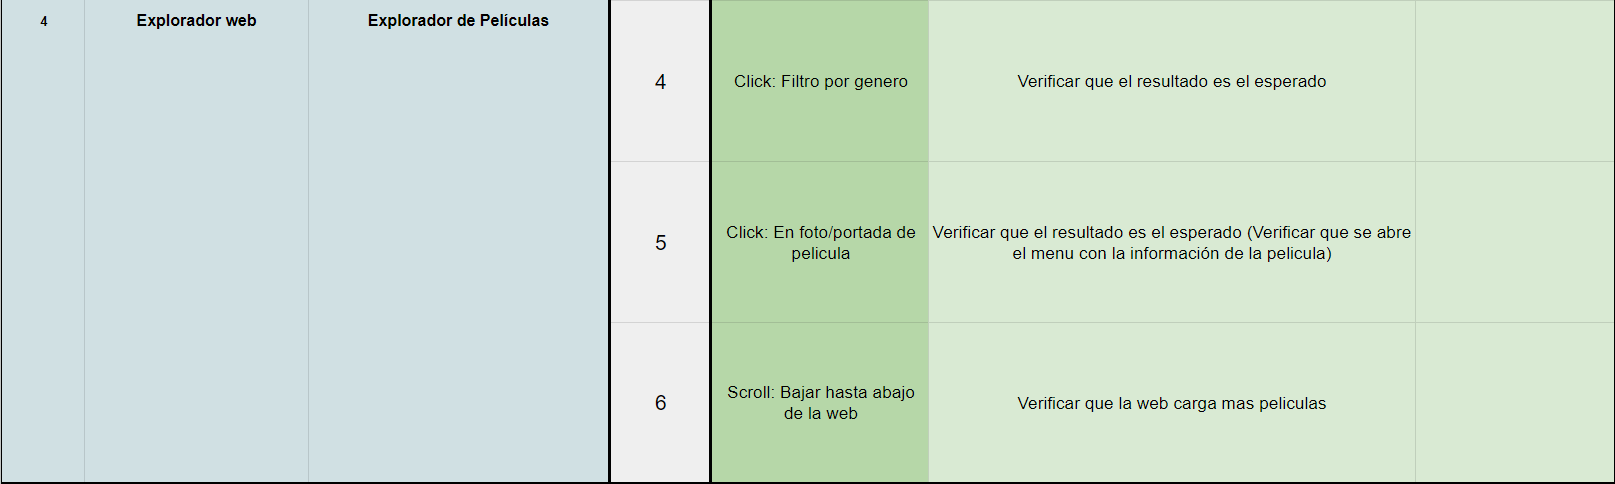 4
Explorador web
Explorador de Películas
4
Click: Filtro por genero
Verificar que el resultado es el esperado
5
Click: En foto/portada de
pelicula
Verificar que el resultado es el esperado (Verificar que se abre
el menu con la información de la pelicula)
6
Scroll: Bajar hasta abajo
de la web
Verificar que la web carga mas peliculas